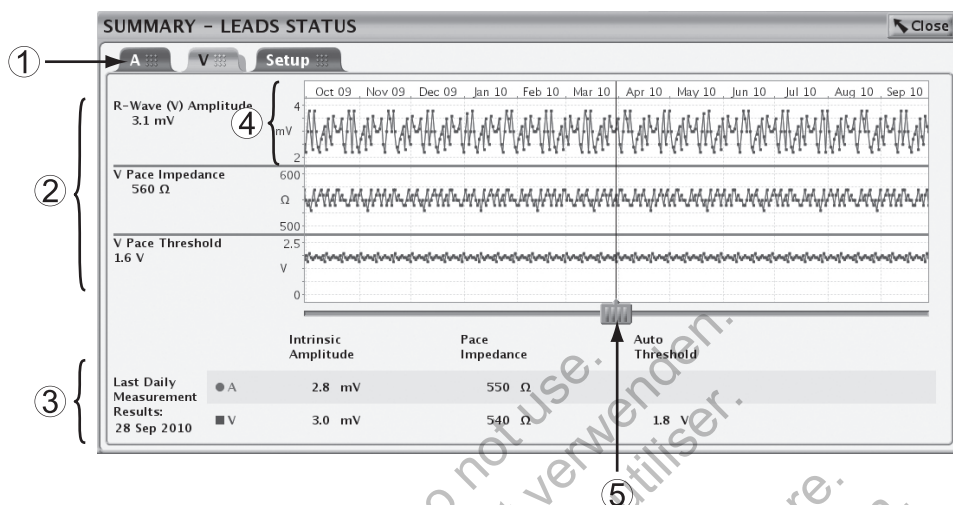 SUMMARY – LEADS STATUS
Close
1
A
V
Setup
Oct 09 Nov 09 Dec 09 Jan 10 Feb 10 Mar 10 Apr 10 May 10 Jun 10 Jul 10 Aug 10 Sep 10
2
R-Wave (V) Amplitude
3.1 mV
4
4
mV
2
V Pace Impedance
560 Ω
600
Ω
500
V Pace Threshold
1.6 V
2.5
V
0
Intrinsic
Amplitude
Pace
Impedance
Auto
Threshold
3
Last Daily
Measurement
Results:
28 Sep 2010
A 2.8 mV 550 Ω
V 3.0 mV 540 Ω 1.8 V
5
not use.
verwenden.
utiliser.